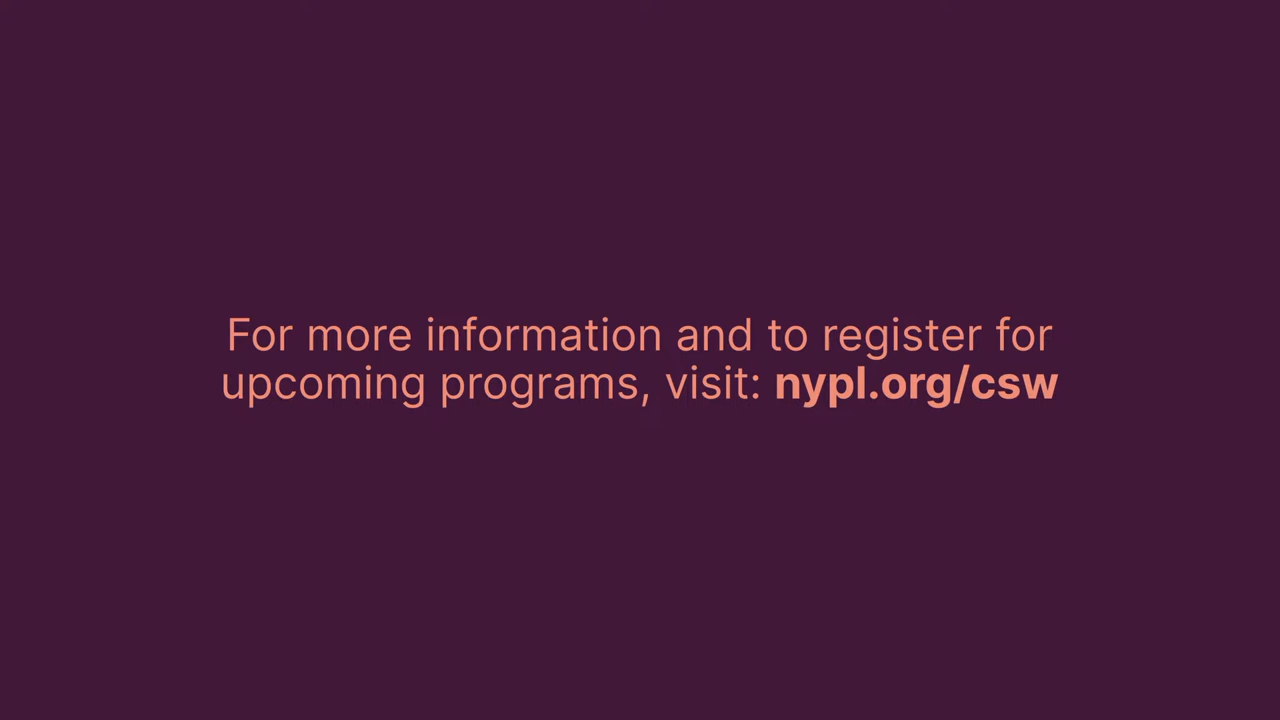 For more information and to register for
upcoming programs, visit: nypl.org/csw